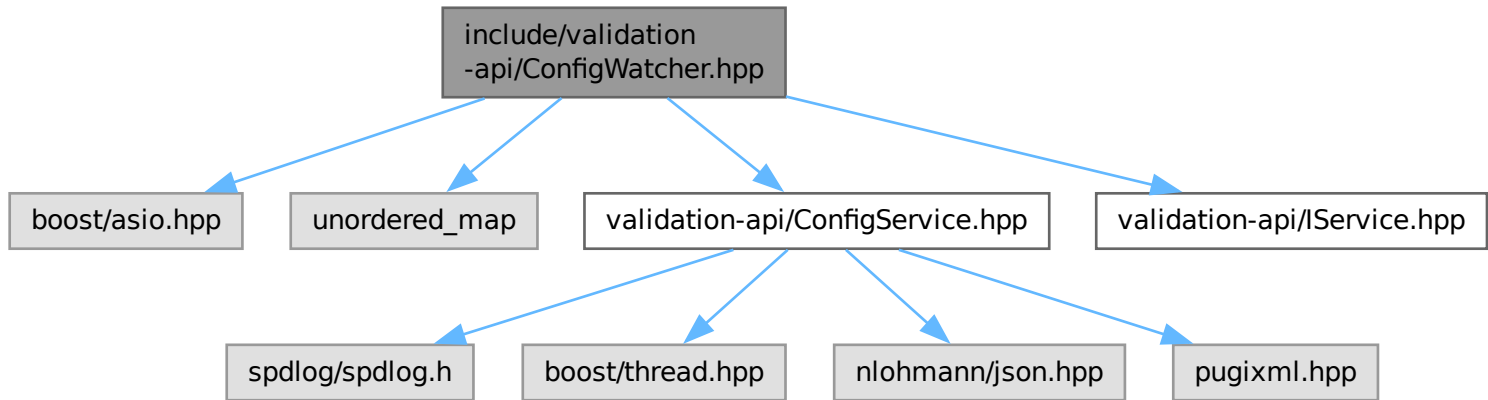 include/validation
-api/ConfigWatcher.hpp
boost/asio.hpp
unordered_map
validation-api/ConfigService.hpp
validation-api/IService.hpp
spdlog/spdlog.h
boost/thread.hpp
nlohmann/json.hpp
pugixml.hpp